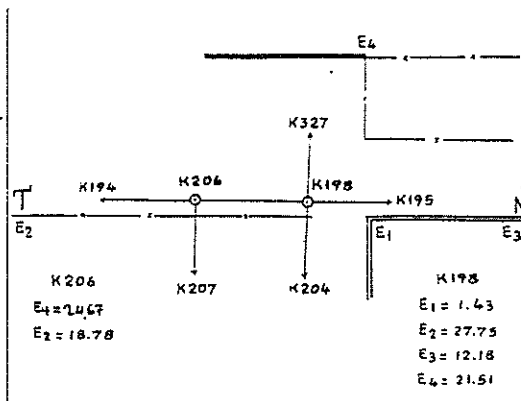 E4
K327
K194
K206
K198
K195
T
N
E2
E1
E3
K207
K204
K206
E4=24,67
E2=18.78
K198
E1=1.43
E2=27.75
E3=12.18
E4=21.51